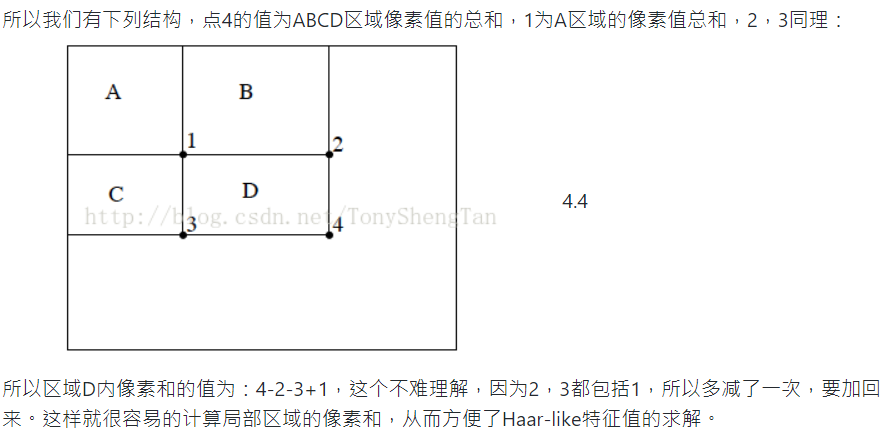 所以我们有下列结构，点4的值为ABCD区域像素值的总和，1为A区域的像素值总和，2，3同理：
A B
1 2
C D
http://blog.csdn.net/TonyShengTan
4.4
3 4
所以区域D内像素和的值为：4-2-3+1，这个不难理解，因为2，3都包括1，所以多减了一次，要加回
来。这样就很容易的计算局部区域的像素和，从而方便了Haar-like特征值的求解。